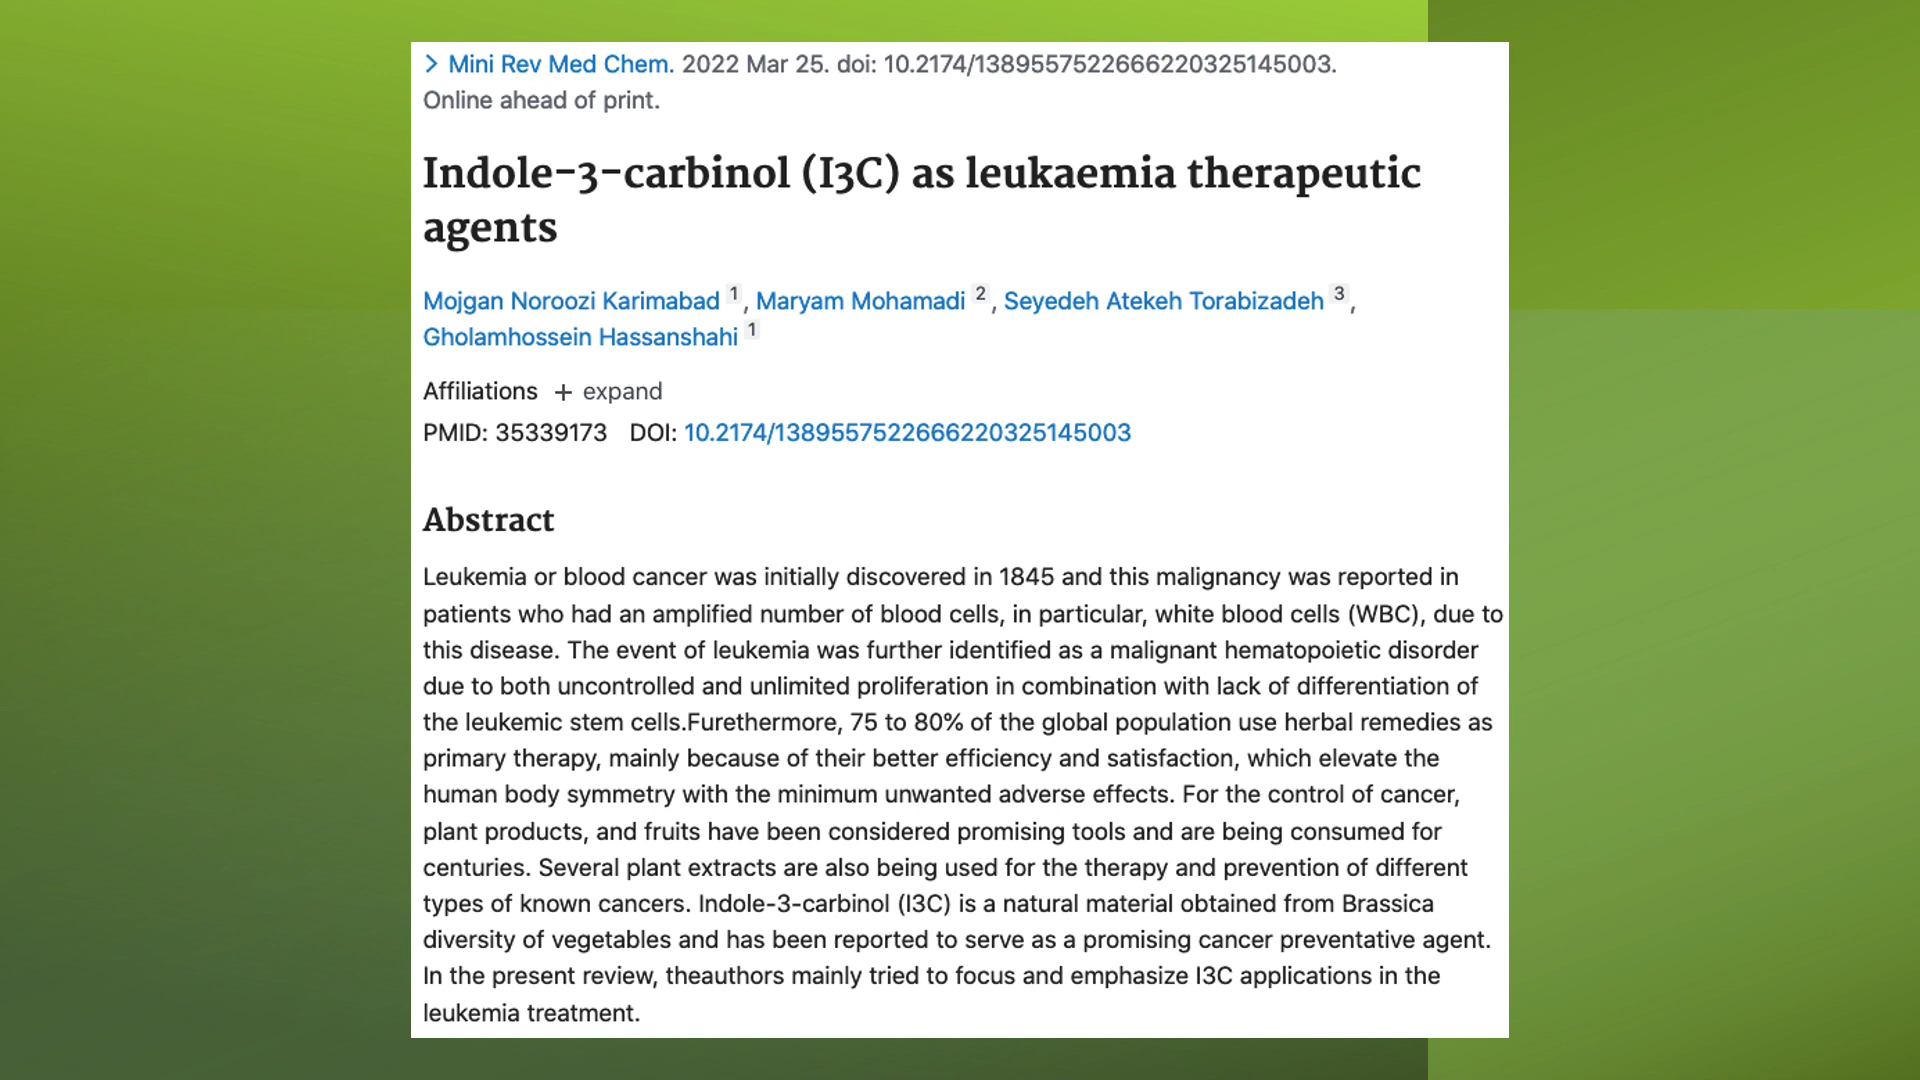 > Mini Rev Med Chem. 2022 Mar 25. doi: 10.2174/1389557522666220325145003.
Online ahead of print.
Indole-3-carbinol (I3C) as leukaemia therapeutic
agents
Mojgan Noroozi Karimabad 1, Maryam Mohamadi 2, Seyedeh Atekeh Torabizadeh 3,
Gholamhossein Hassanshahi 1
Affiliations + expand
PMID: 35339173 DOI: 10.2174/1389557522666220325145003
Abstract
Leukemia or blood cancer was initially discovered in 1845 and this malignancy was reported in
patients who had an amplified number of blood cells, in particular, white blood cells (WBC), due to
this disease. The event of leukemia was further identified as a malignant hematopoietic disorder
due to both uncontrolled and unlimited proliferation in combination with lack of differentiation of
the leukemic stem cells.Furethermore, 75 to 80% of the global population use herbal remedies as
primary therapy, mainly because of their better efficiency and satisfaction, which elevate the
human body symmetry with the minimum unwanted adverse effects. For the control of cancer,
plant products, and fruits have been considered promising tools and are being consumed for
centuries. Several plant extracts are also being used for the therapy and prevention of different
types of known cancers. Indole-3-carbinol (I3C) is a natural material obtained from Brassica
diversity of vegetables and has been reported to serve as a promising cancer preventative agent.
In the present review, theauthors mainly tried to focus and emphasize I3C applications in the
leukemia treatment.